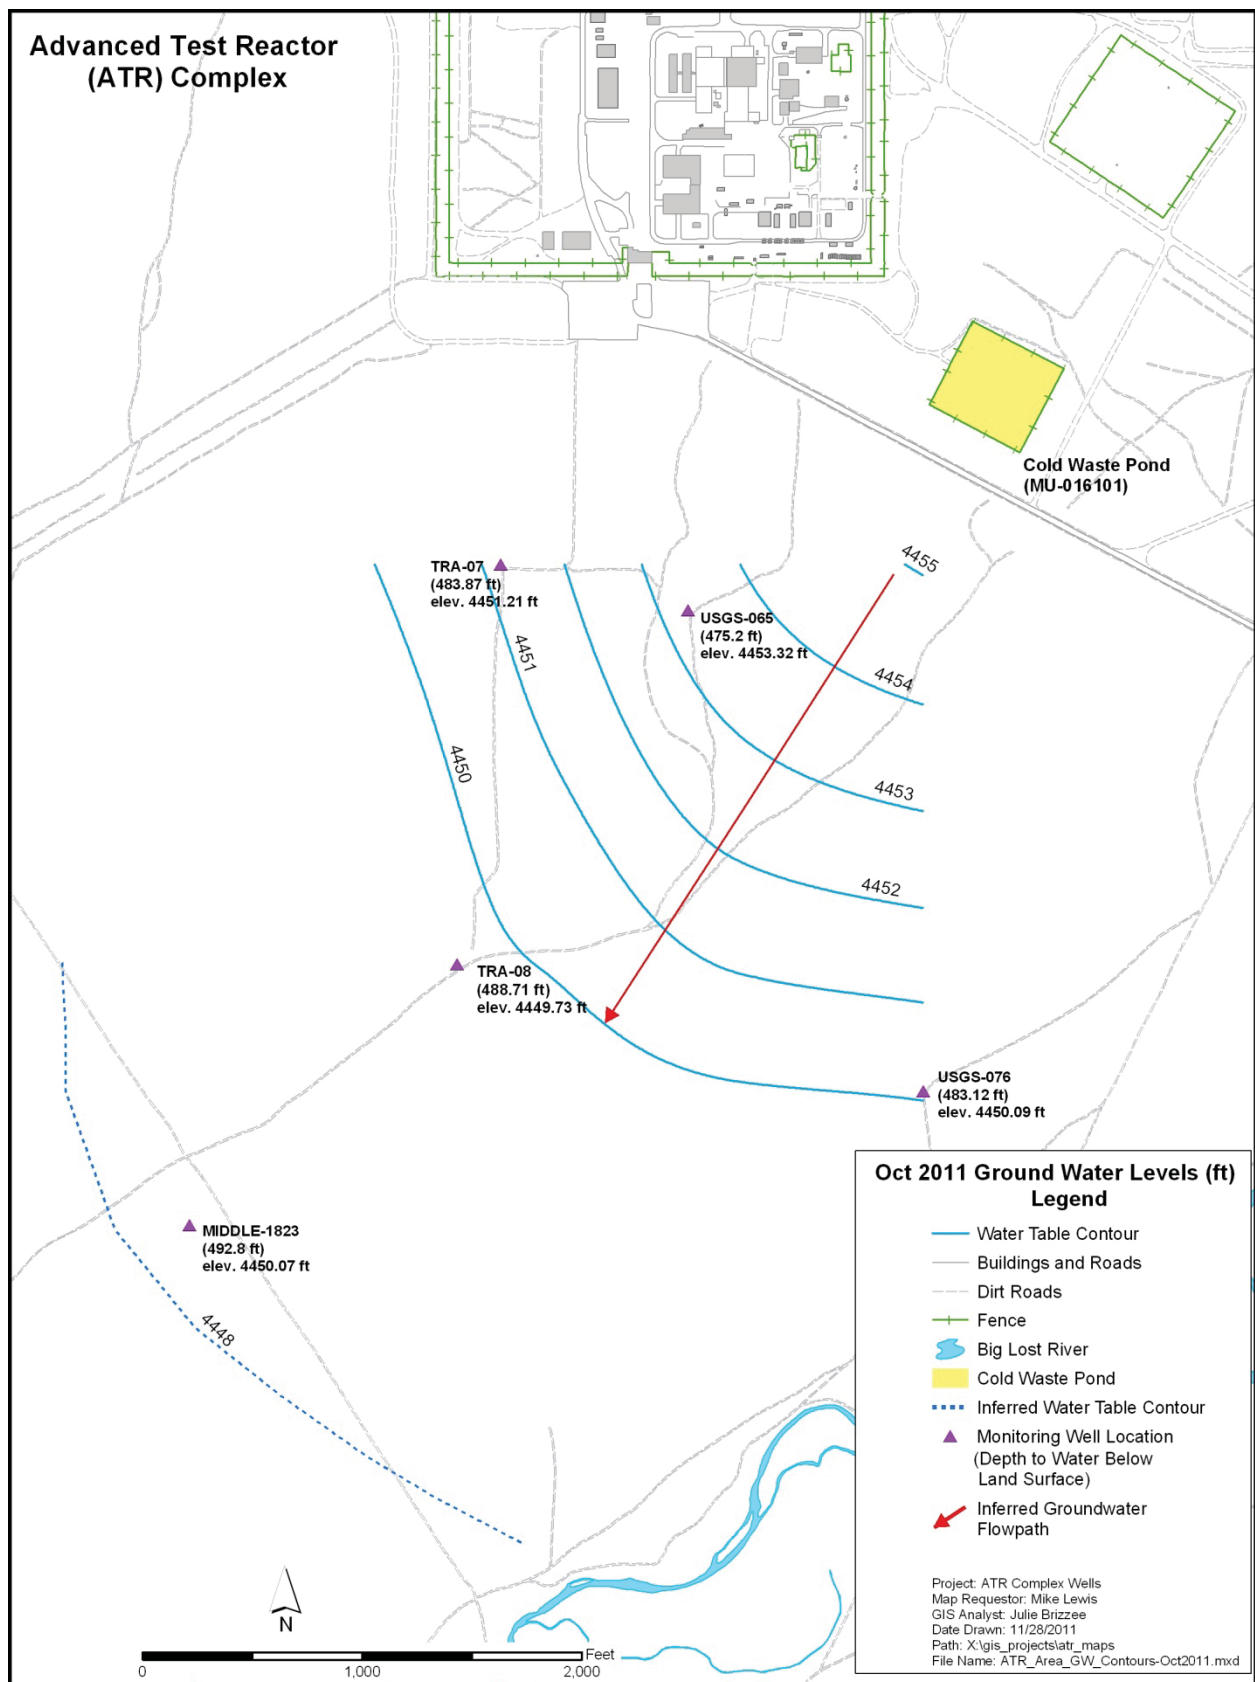 Advanced Test Reactor
(ATR) Complex
Cold Waste Pond
(MU-016101)
4455
TRA-07
(483.87 ft)
elev. 4451.21 ft
USGS-065
(475.2 ft)
elev. 4453.32 ft
4451
4454
4450
4453
4452
TRA-08
(488.71 ft)
elev. 4449.73 ft
USGS-076
(483.12 ft)
elev. 4450.09 ft
MIDDLE-1823
(492.8 ft)
elev. 4450.07 ft
4448
Oct 2011 Ground Water Levels (ft)
Legend
Water Table Contour
Buildings and Roads
Dirt Roads
Fence
Big Lost River
Cold Waste Pond
Inferred Water Table Contour
Monitoring Well Location
(Depth to Water Below
Land Surface)
Inferred Groundwater
Flowpath
Project: ATR Complex Wells
Map Requestor: Mike Lewis
GIS Analyst: Julie Brizzee
Date Drawn: 11/28/2011
Path: X:\gis_projects\atr_maps
File Name: ATR_Area_GW_Contours-Oct2011.mxd
N
Feet
0 1,000 2,000